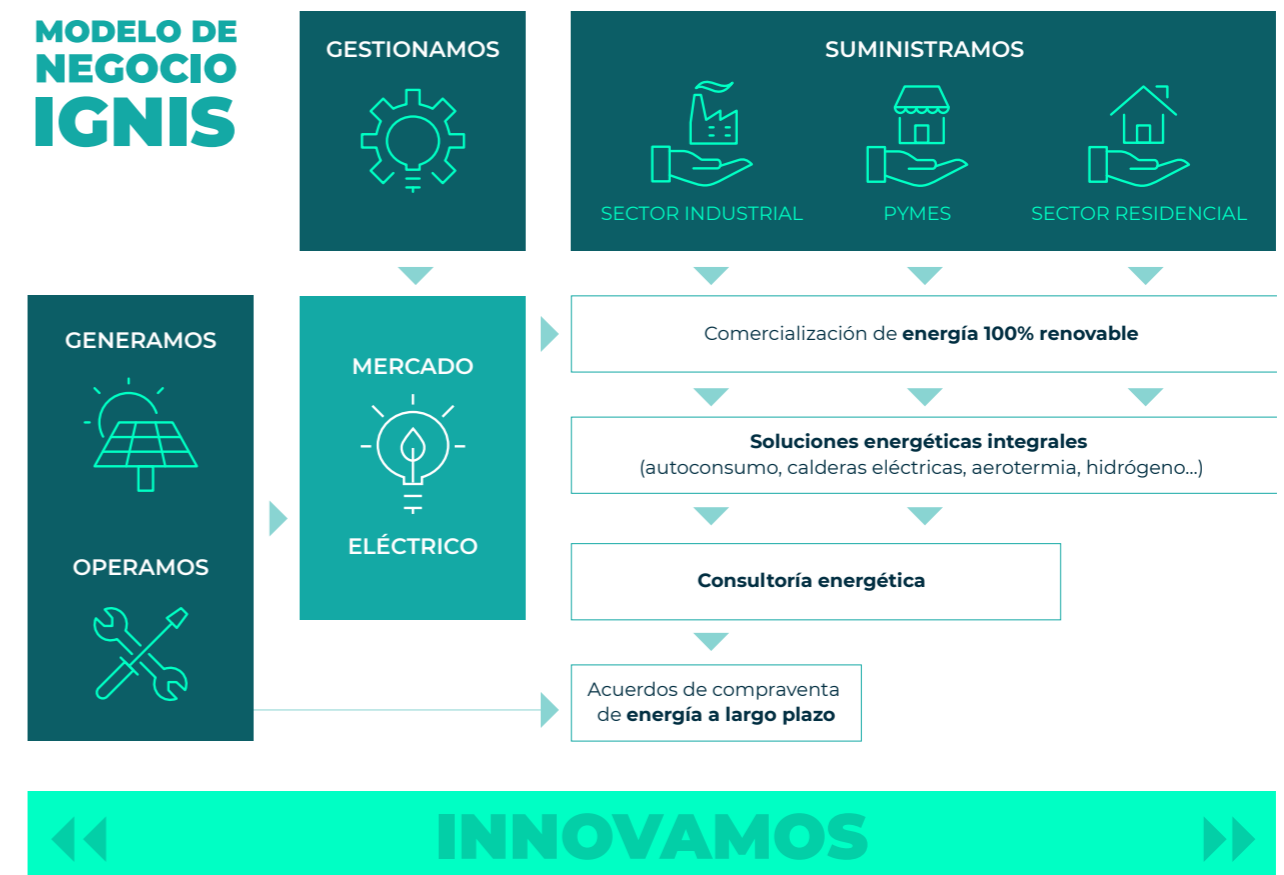 MODELO DE
NEGOCIO
IGNIS
GESTIONAMOS
SUMINISTRAMOS
SECTOR INDUSTRIAL
PYMES
SECTOR RESIDENCIAL
GENERAMOS
OPERAMOS
MERCADO
ELÉCTRICO
Comercialización de energía 100% renovable
Soluciones energéticas integrales
(autoconsumo, calderas eléctricas, aerotermia, hidrógeno...)
Consultoría energética
Acuerdos de compraventa
de energía a largo plazo
INNOVAMOS